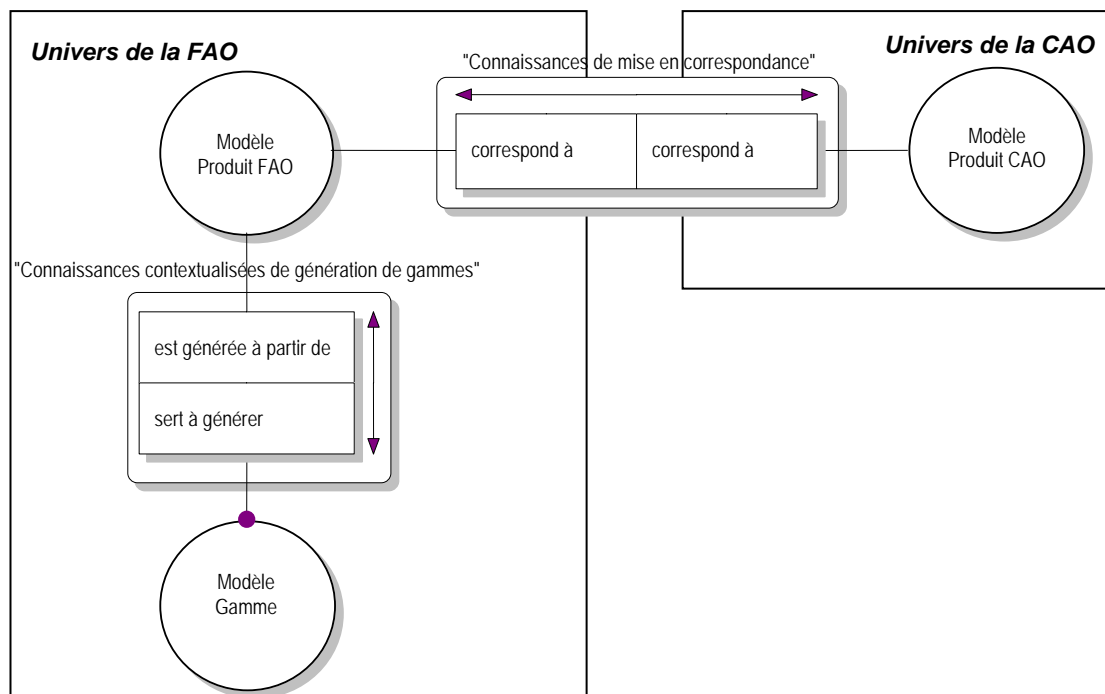 Univers de la FAO
Univers de la CAO
"Connaissances de mise en correspondance"
Modèle
Produit FAO
correspond à
correspond à
Modèle
Produit CAO
"Connaissances contextualisées de génération de gammes"
est générée à partir de
sert à générer
Modèle
Gamme